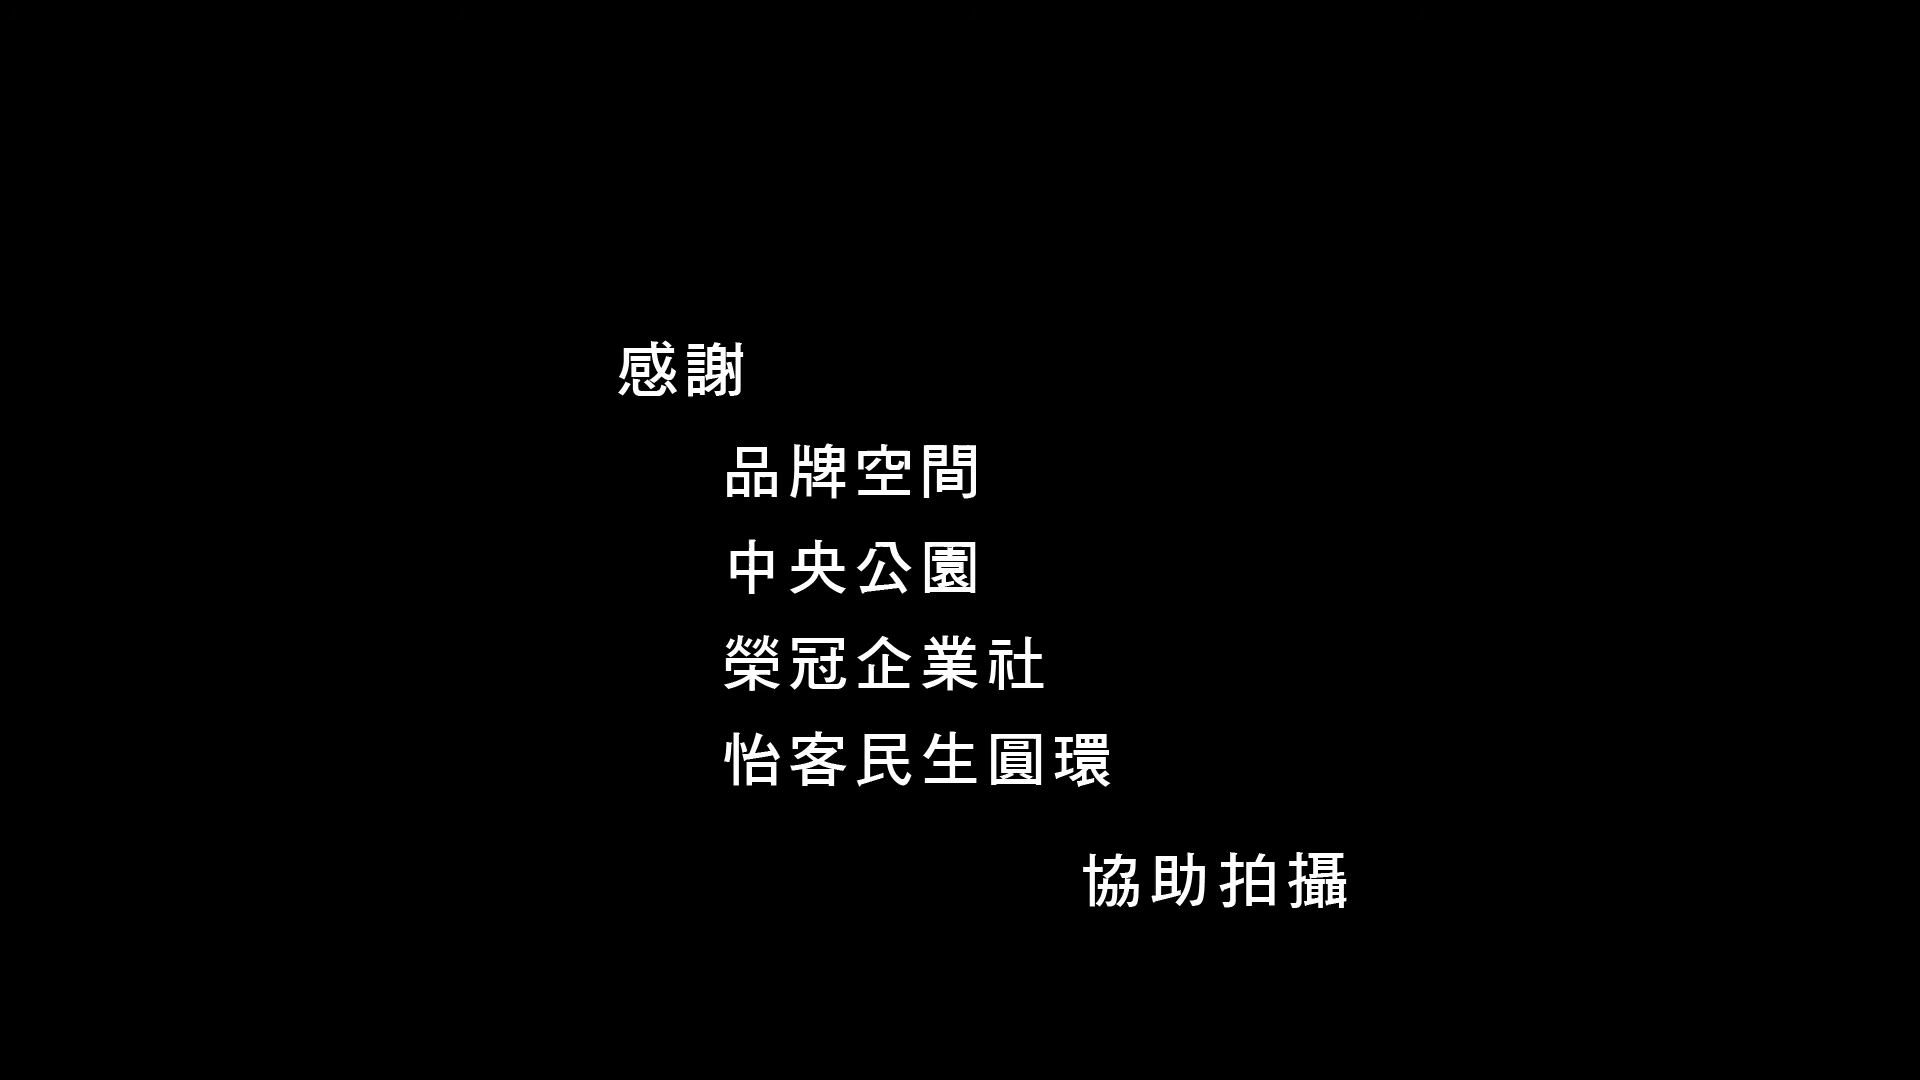 感謝
品牌空間
中央公園
榮冠企業社
怡客民生圓環
協助拍攝